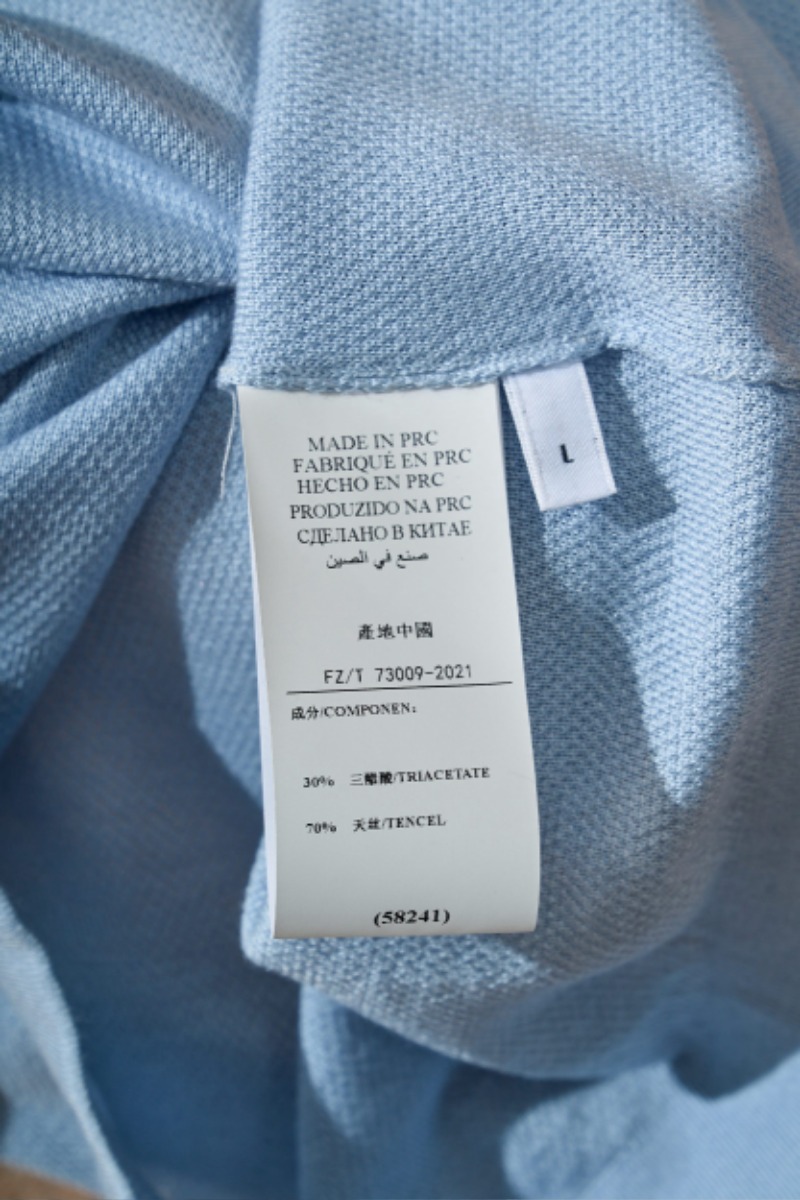 MADE IN PRC
FABRIQUÉ EN PRC
HECHO EN PRC
PRODUZIDO NA PRC
СДЕЛАНО В КИТАЕ
صنع في الصين
L
產地中國
FZ/T 73009-2021
成分/COMPONEN:
30% 三醋酸/TRIACETATE
70% 天丝/TENCEL
(58241)